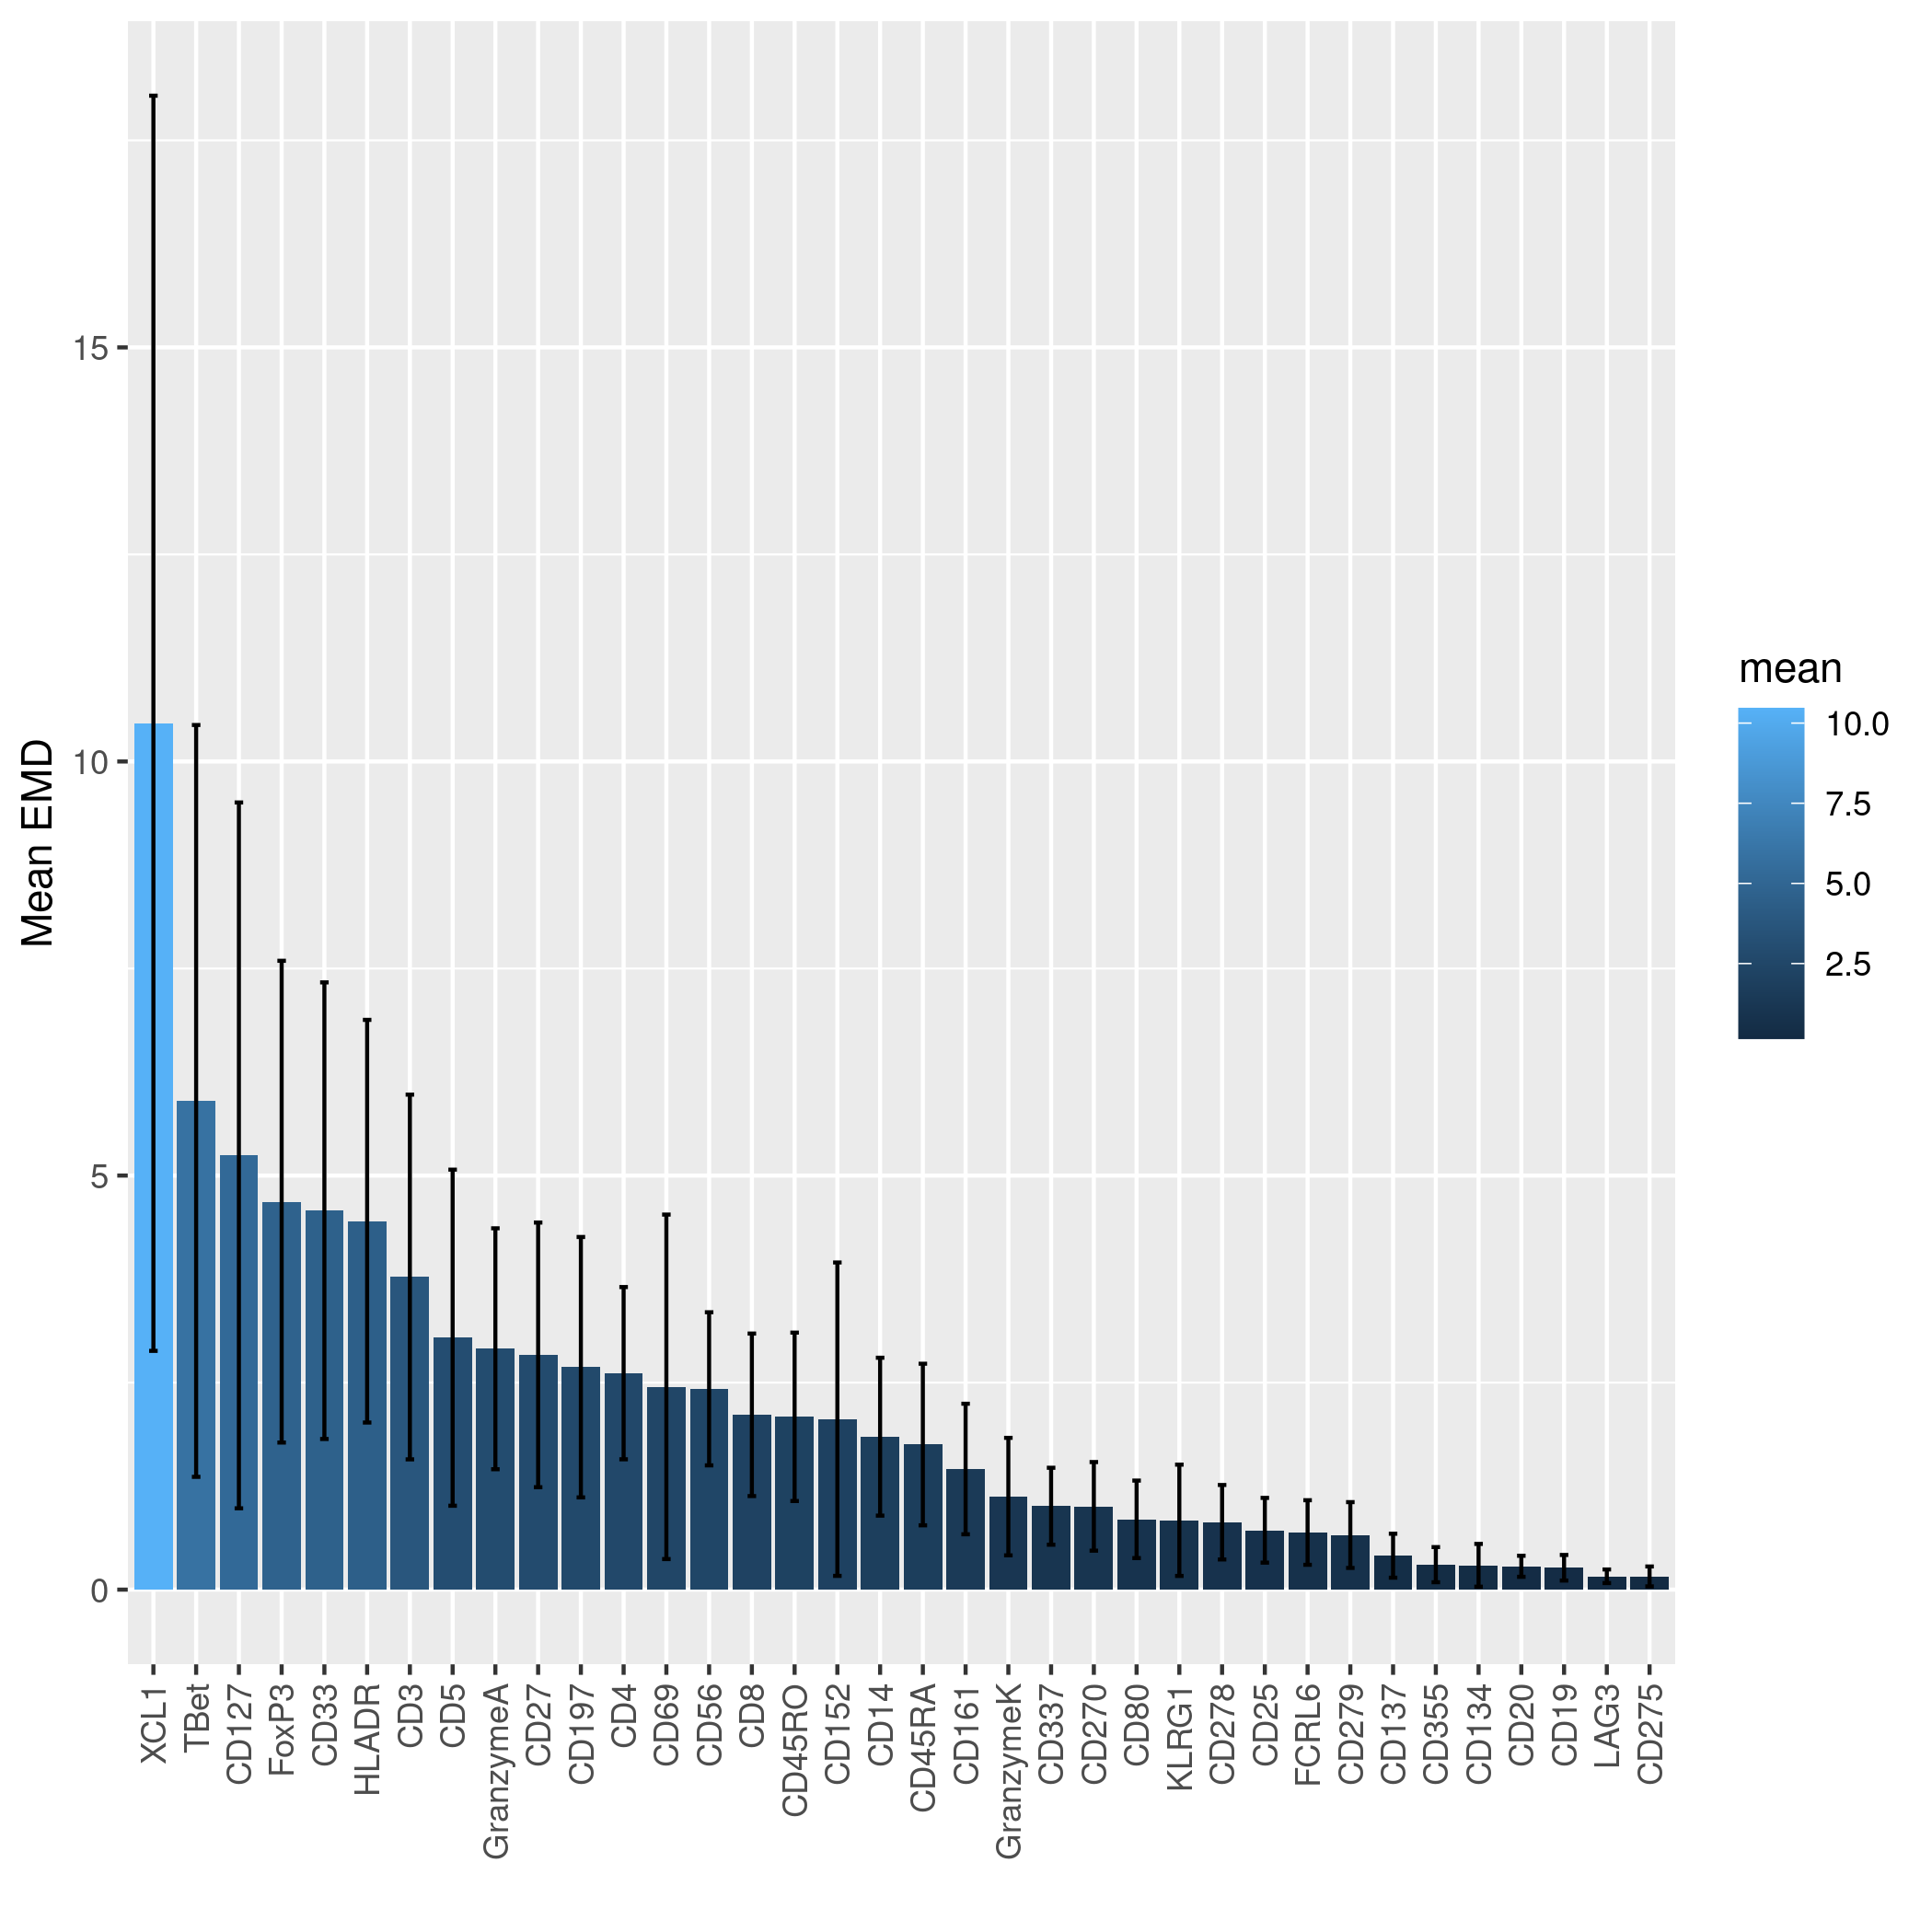 Mean EMD
15
10
5
0
XCL1
TBet
CD127
FoxP3
CD33
HLADR
CD3
CD5
GranzymeA
CD27
CD197
CD4
CD69
CD56
CD8
CD45RO
CD152
CD14
CD45RA
CD161
GranzymeK
CD337
CD270
CD80
KLRG1
CD278
CD25
FCRL6
CD279
CD137
CD355
CD134
CD20
CD19
LAG3
CD275
mean
10.0
7.5
5.0
2.5